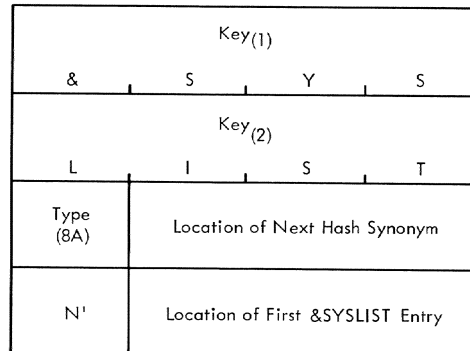 Key(1)
& S Y S
Key(2)
L I S T
Type
(8A)
Location of Next Hash Synonym
N'
Location of First &SYSLIST Entry